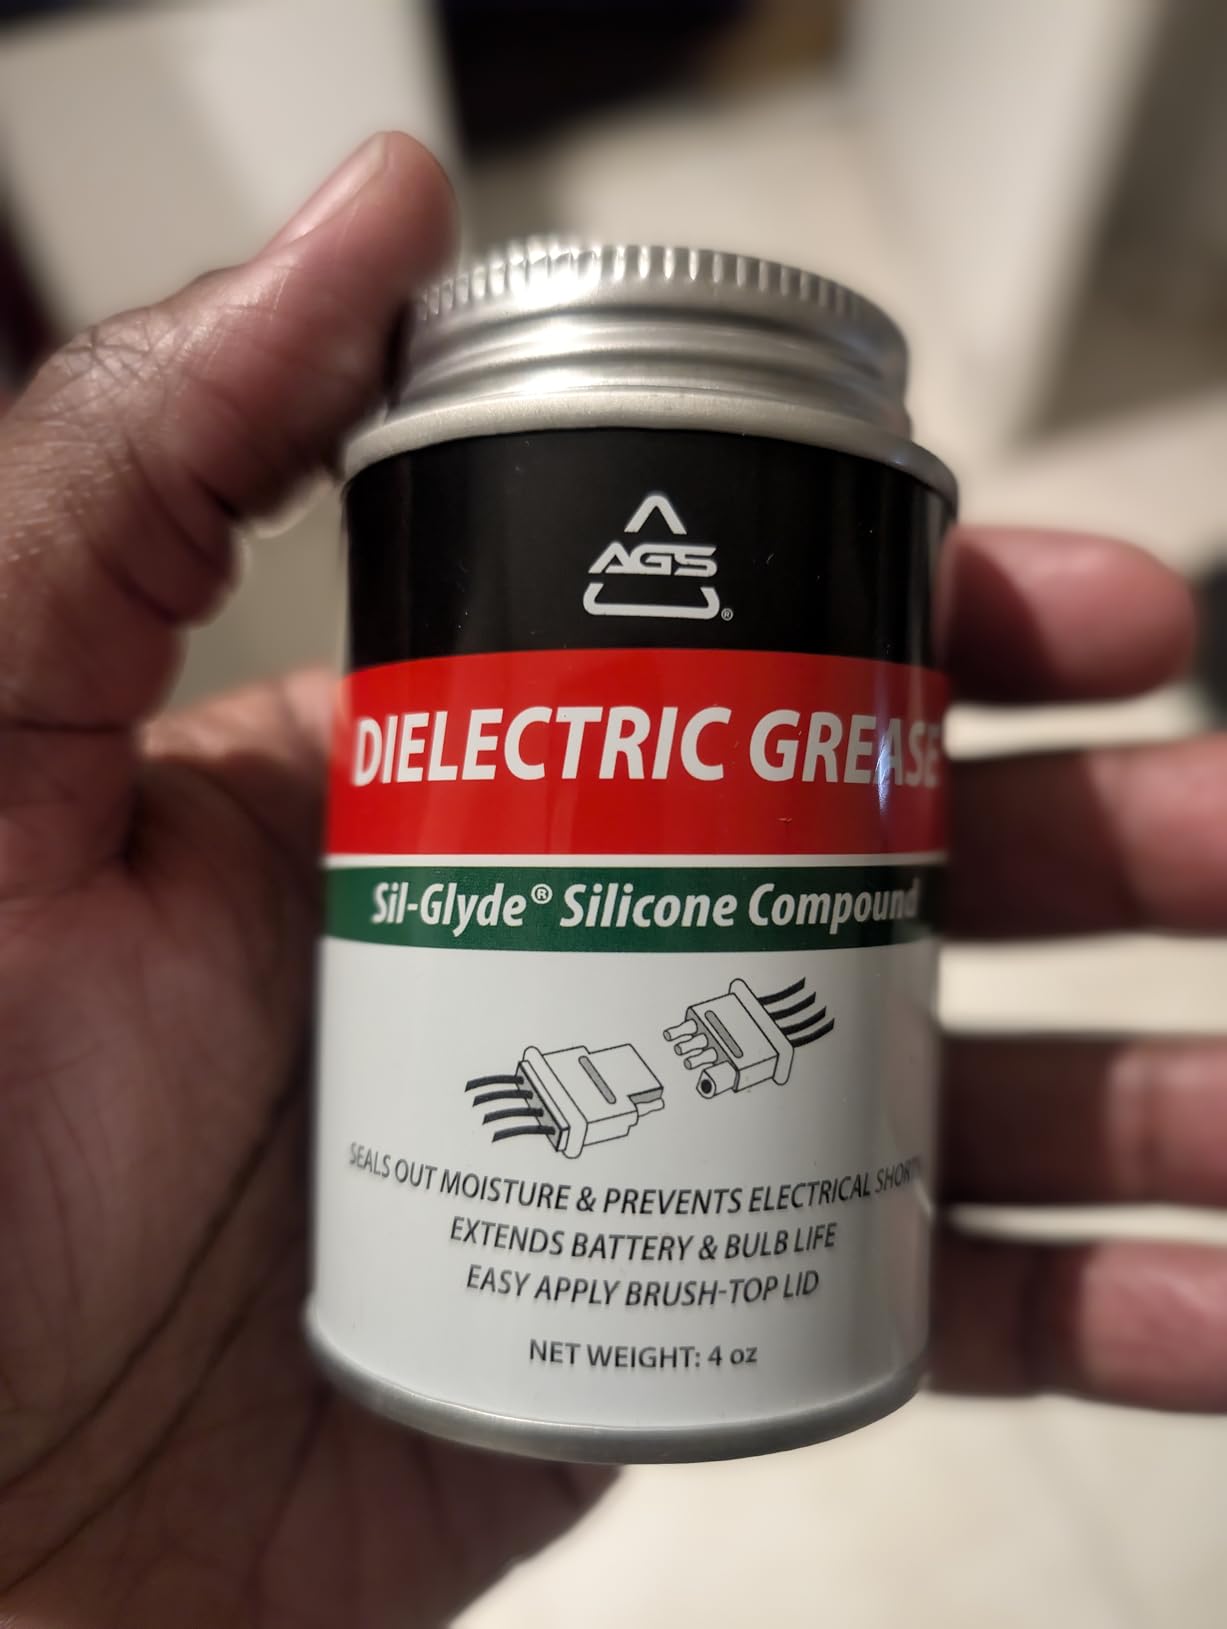 AGS®
DIELECTRIC GREASE
Sil-Glyde® Silicone Compound
SEALS OUT MOISTURE & PREVENTS ELECTRICAL
EXTENDS BATTERY & BULB LIFE
EASY APPLY BRUSH-TOP LID
NET WEIGHT: 4 oz